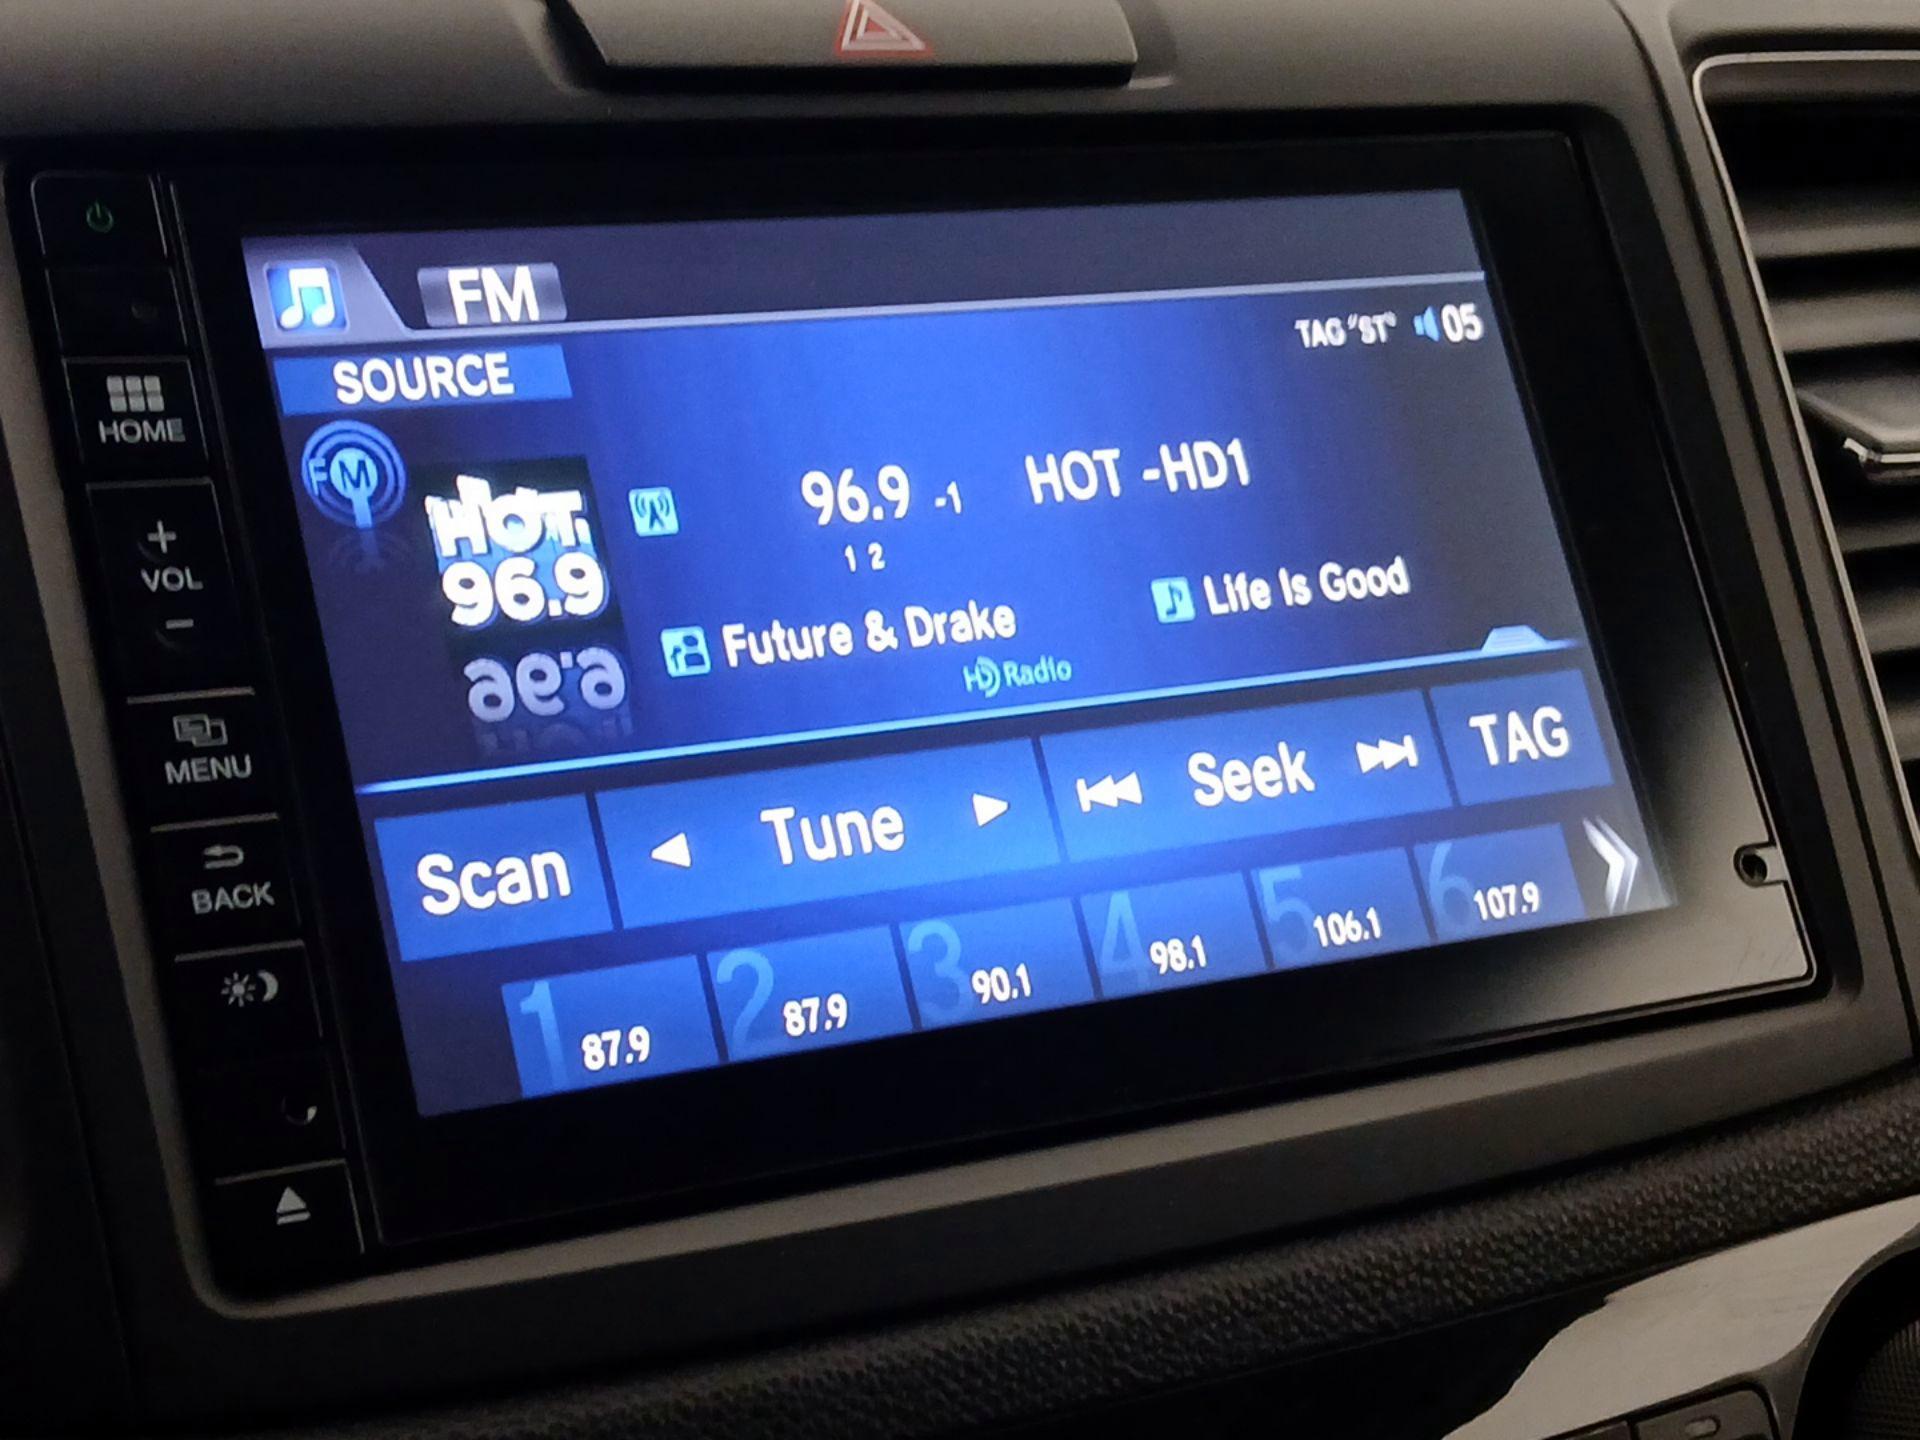 FM
TAG "ST" 05
SOURCE
HOME
FM
HOT
96.9
96.9 -1 HOT -HD1
1 2
Future & Drake Life Is Good
HD Radio
+
VOL
-
MENU
BACK
Scan Tune Seek TAG
1 87.9 2 87.9 3 90.1 4 98.1 5 106.1 6 107.9